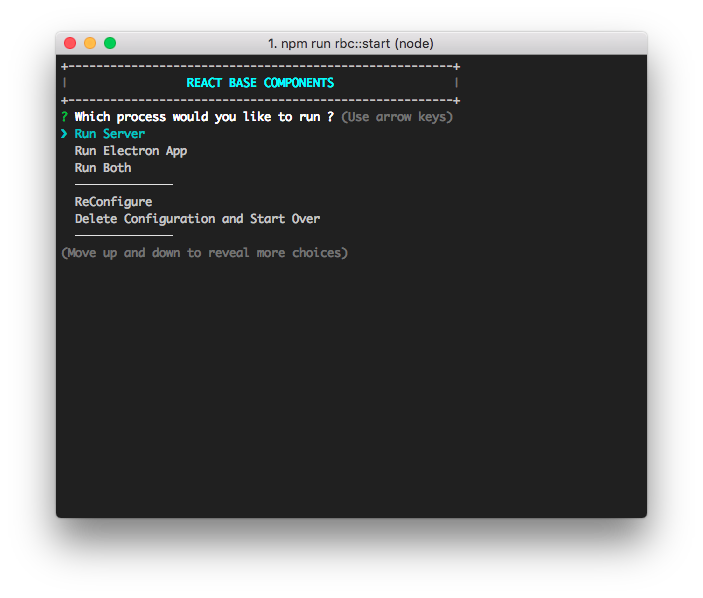 1. npm run rbc::start (node)
+-------------------------------------------------------+
| REACT BASE COMPONENTS |
+-------------------------------------------------------+
? Which process would you like to run ? (Use arrow keys)
❯ Run Server
Run Electron App
Run Both
──────────────
ReConfigure
Delete Configuration and Start Over
──────────────
(Move up and down to reveal more choices)